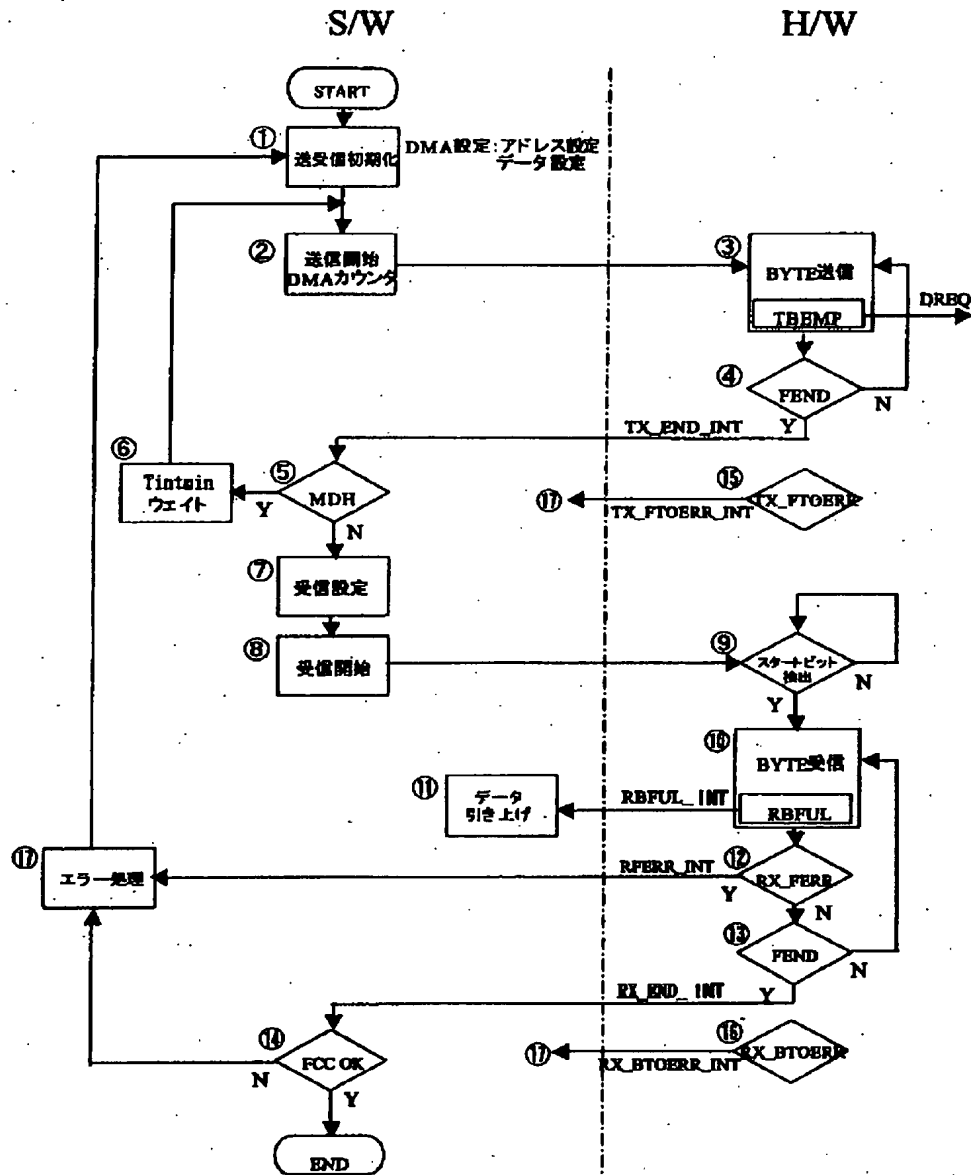 S/W
H/W
START
①
送受信初期化
DMA設定:アドレス設定
データ設定
②
送信開始
DMAカウンタ
③
BYTE送信
TBEMP
DREQ
④
FEND
N
Y
TX_END_INT
⑥
Tintmin
ウェイト
⑤
MDH
Y
N
⑮
TX_FTOERR
⑰
TX_FTOERR_INT
⑦
受信設定
⑧
受信開始
⑨
スタートビット
検出
N
Y
⑩
BYTE受信
RBFUL
⑪
データ
引き上げ
RBFUL_INT
⑰
エラー処理
RFERR_INT
⑫
RX_FERR
Y
N
⑬
FEND
N
Y
RX_END_INT
⑭
FCC OK
N
Y
⑯
RX_BTOERR
⑰
RX_BTOERR_INT
END